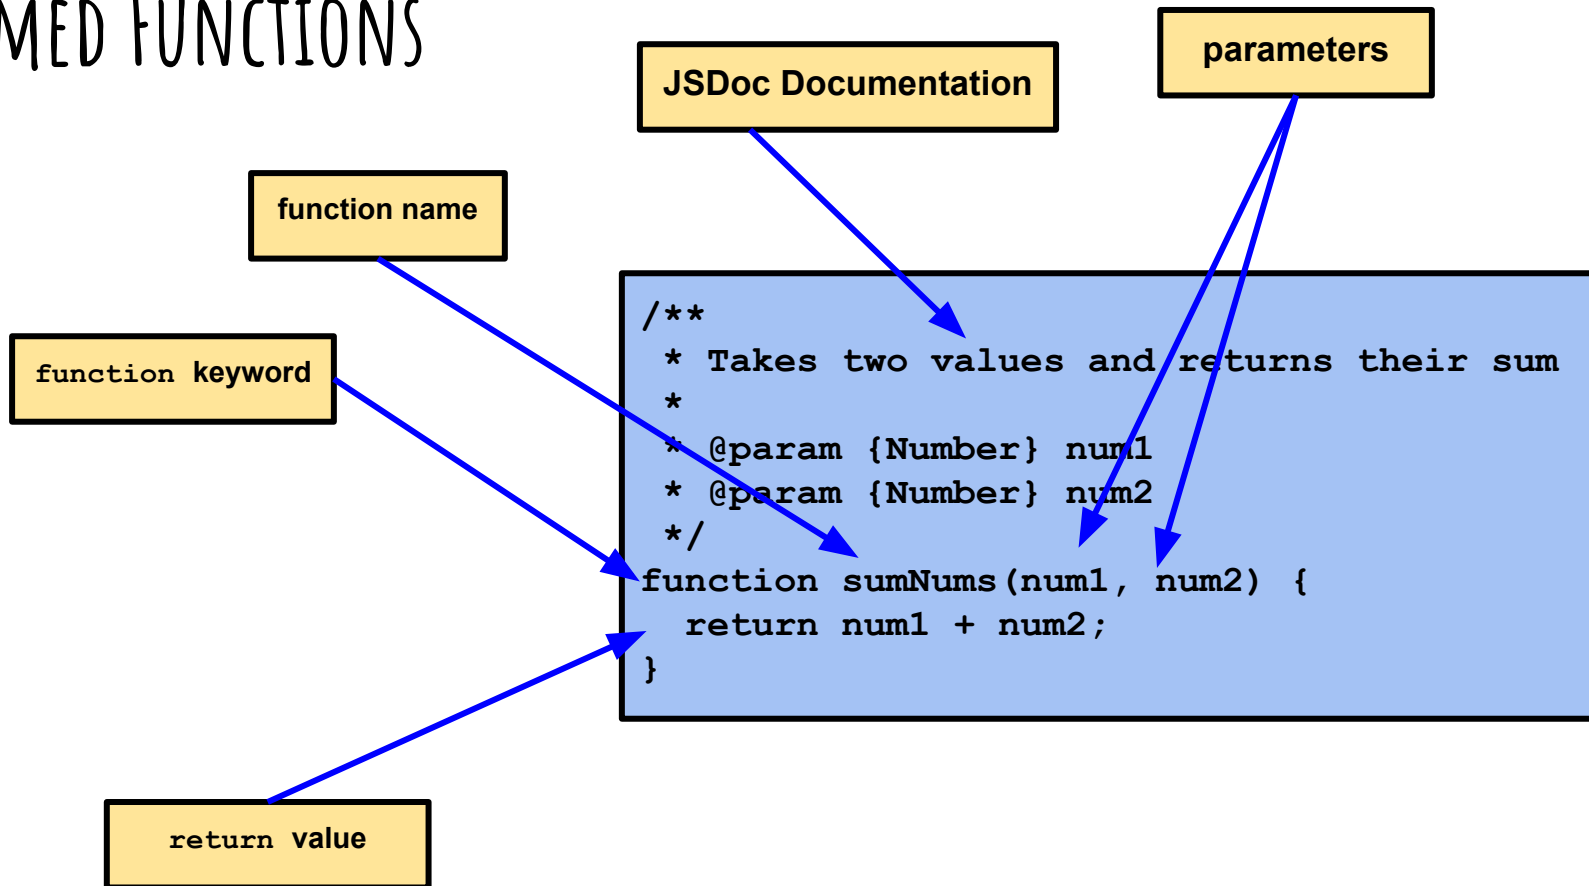 MED FUNCTIONS
JSDoc Documentation
parameters
function name
function keyword
/**
 * Takes two values and returns their sum
 *
 * @param {Number} num1
 * @param {Number} num2
 */
function sumNums(num1, num2) {
  return num1 + num2;
}
return value